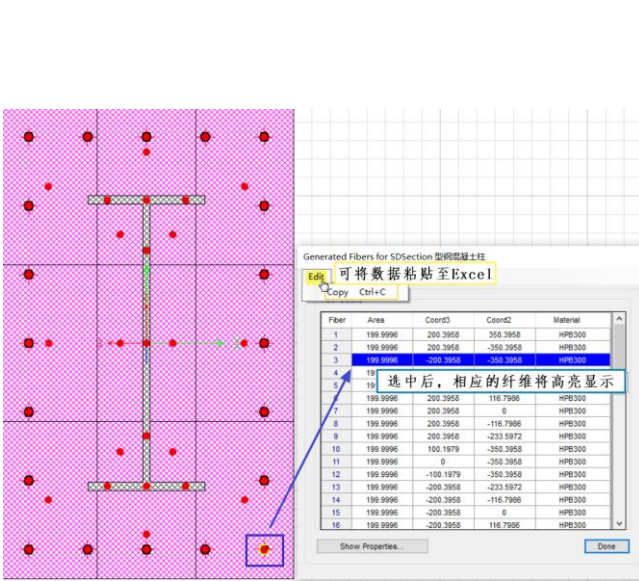 Generated Fibers for SDSection 型钢混凝土柱
Edit 可将数据粘贴至Excel
Copy Ctrl+C
Fiber Area Coord3 Coord2 Material
1 199.9996 200.3958 350.3958 HPB300
2 199.9996 200.3958 -350.3958 HPB300
3 199.9996 -200.3958 -350.3958 HPB300
4
选中后，相应的纤维将高亮显示
5
6 199.9996 200.3958 116.7986 HPB300
7 199.9996 200.3958 0 HPB300
8 199.9996 200.3958 -116.7986 HPB300
9 199.9996 200.3958 -233.5972 HPB300
10 199.9996 100.1979 -350.3958 HPB300
11 199.9996 0 -350.3958 HPB300
12 199.9996 -100.1979 -350.3958 HPB300
13 199.9996 -200.3958 -233.5972 HPB300
14 199.9996 -200.3958 -116.7986 HPB300
15 199.9996 -200.3958 0 HPB300
16 199.9996 -200.3958 116.7986 HPB300
Show Properties... Done